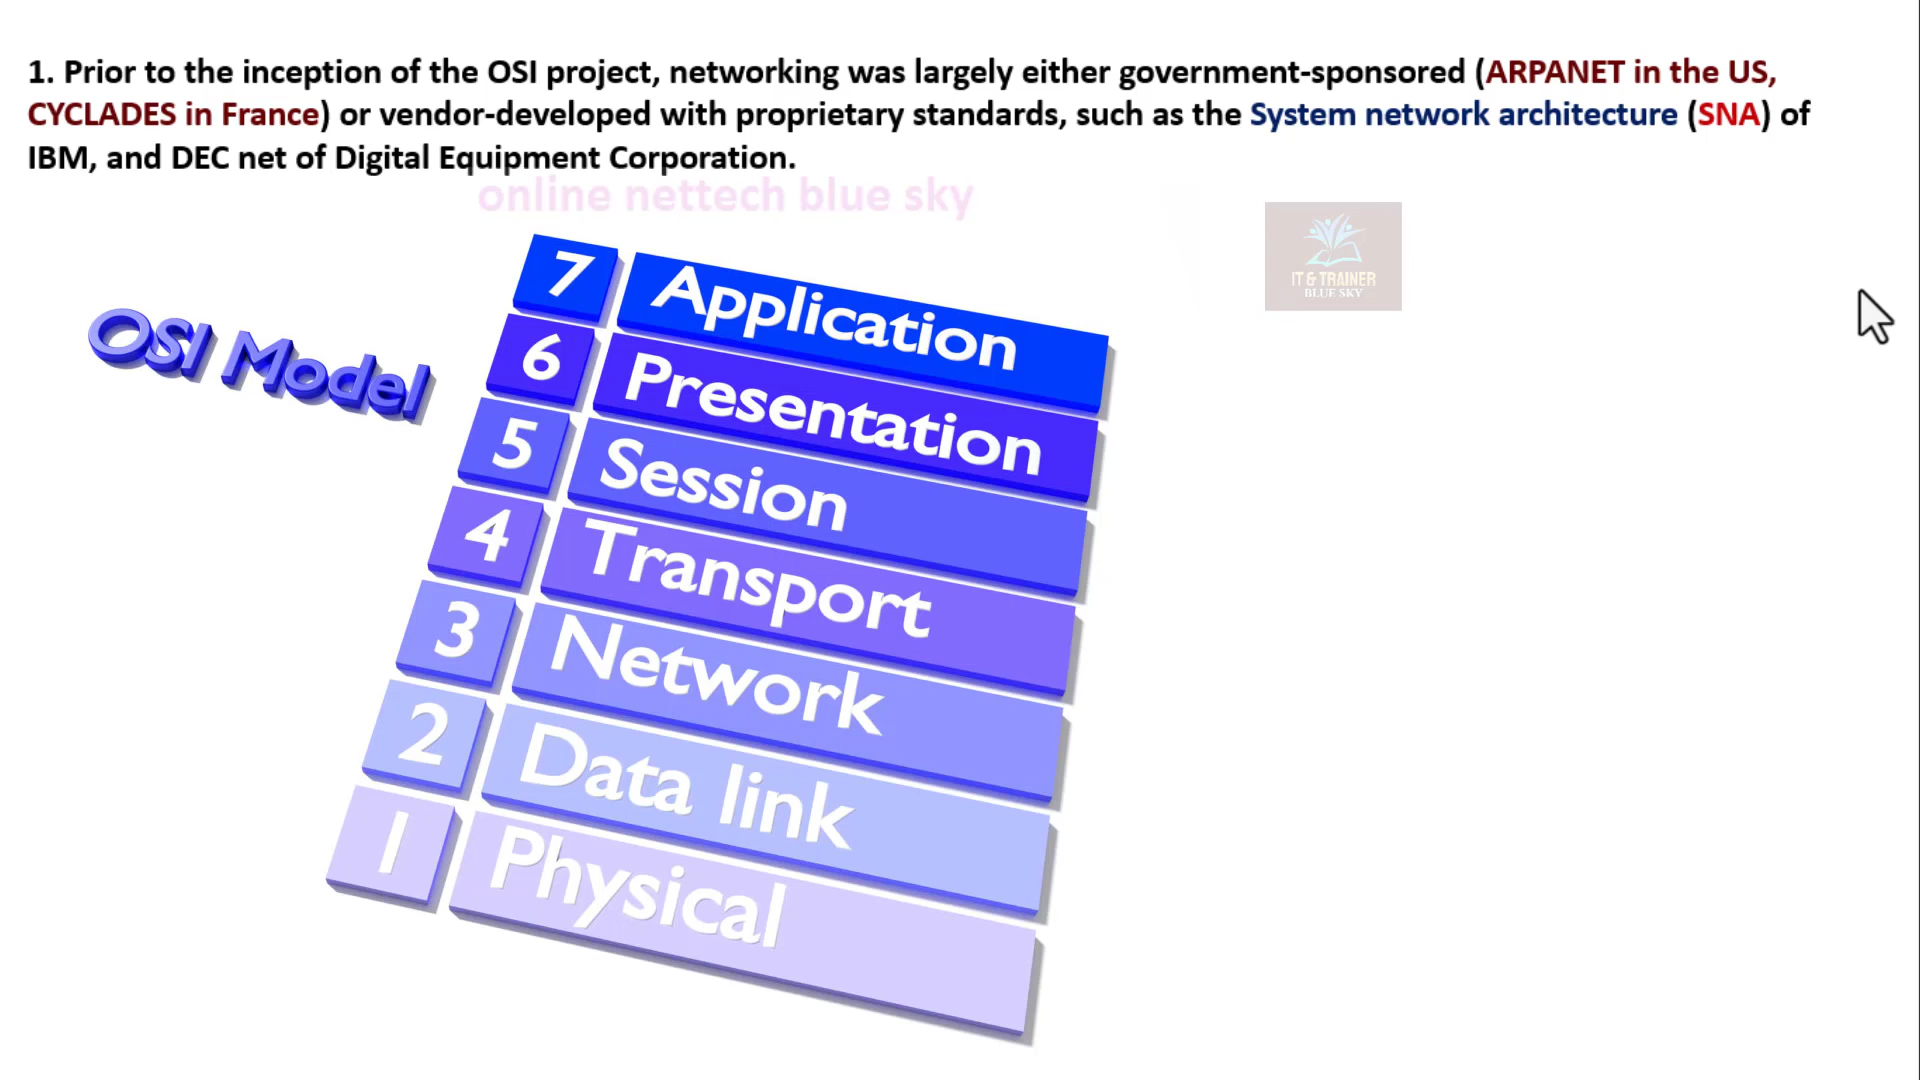 1. Prior to the inception of the OSI project, networking was largely either government-sponsored (ARPANET in the US,
CYCLADES in France) or vendor-developed with proprietary standards, such as the System network architecture (SNA) of
IBM, and DEC net of Digital Equipment Corporation.
online nettech blue sky
IT & TRAINER
BLUE SKY
OSI Model
7 Application
6 Presentation
5 Session
4 Transport
3 Network
2 Data link
1 Physical